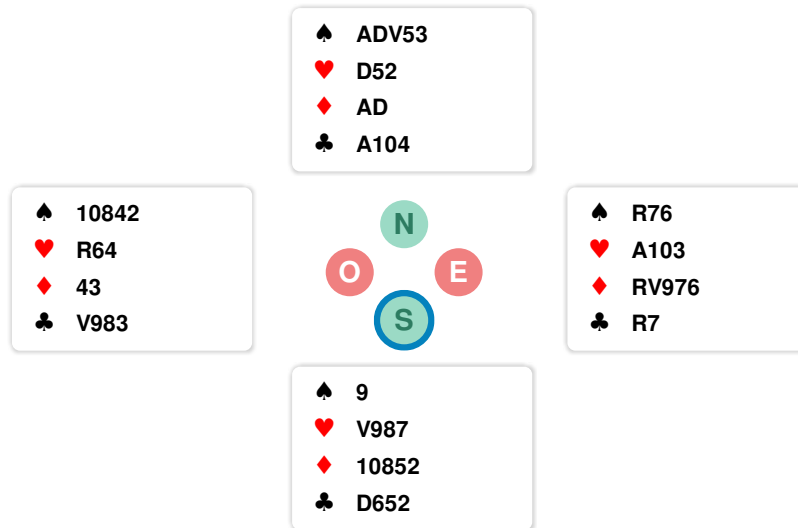 ♠ ADV53
♥ D52
♦ AD
♣ A104
♠ 10842
♥ R64
♦ 43
♣ V983
N
O E
S
♠ R76
♥ A103
♦ RV976
♣ R7
♠ 9
♥ V987
♦ 10852
♣ D652